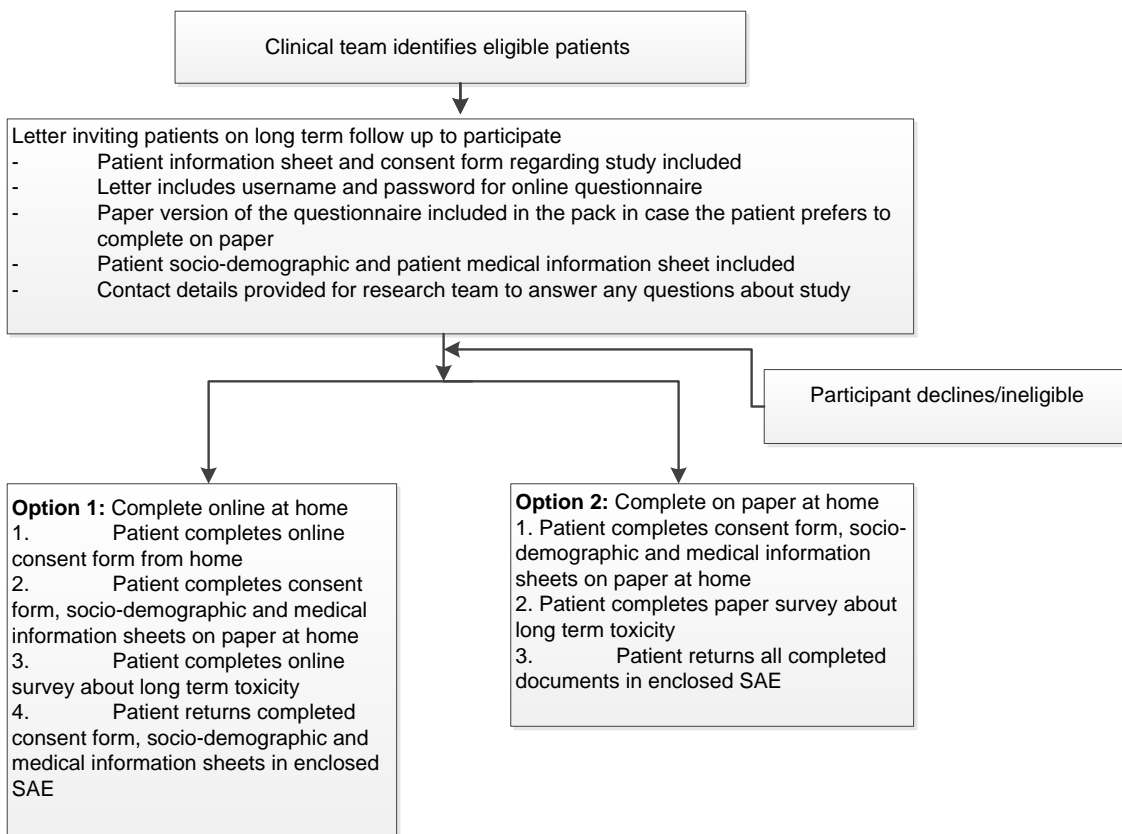 Clinical team identifies eligible patients
Letter inviting patients on long term follow up to participate
- Patient information sheet and consent form regarding study included
- Letter includes username and password for online questionnaire
- Paper version of the questionnaire included in the pack in case the patient prefers to
complete on paper
- Patient socio-demographic and patient medical information sheet included
- Contact details provided for research team to answer any questions about study
Participant declines/ineligible
Option 1: Complete online at home
1. Patient completes online
consent form from home
2. Patient completes consent
form, socio-demographic and medical
information sheets on paper at home
3. Patient completes online
survey about long term toxicity
4. Patient returns completed
consent form, socio-demographic and
medical information sheets in enclosed
SAE
Option 2: Complete on paper at home
1. Patient completes consent form, socio-
demographic and medical information
sheets on paper at home
2. Patient completes paper survey about
long term toxicity
3. Patient returns all completed
documents in enclosed SAE